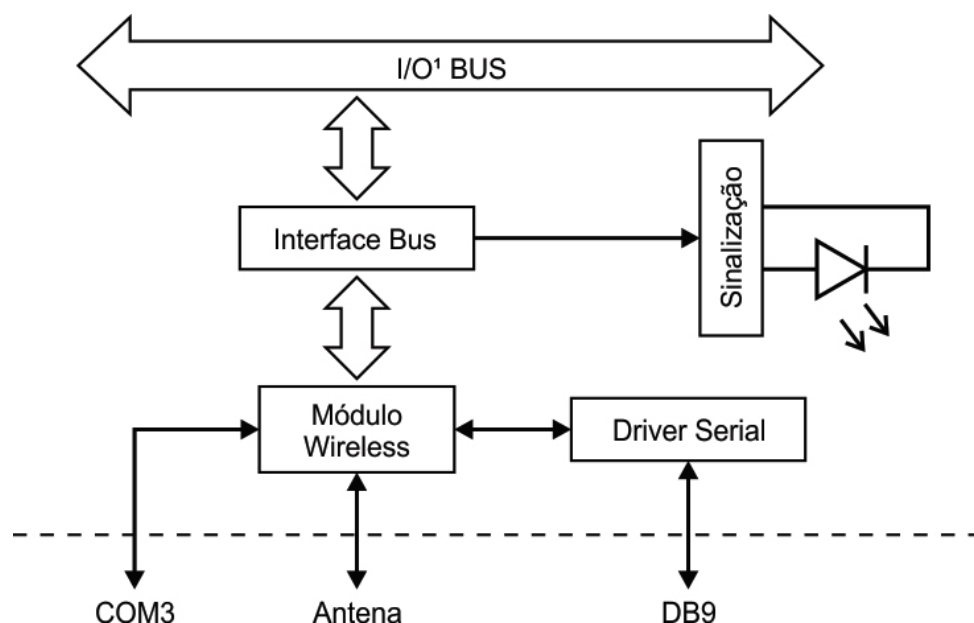 I/O¹ BUS
Interface Bus
Sinalização
Módulo
Wireless
Driver Serial
COM3
Antena
DB9